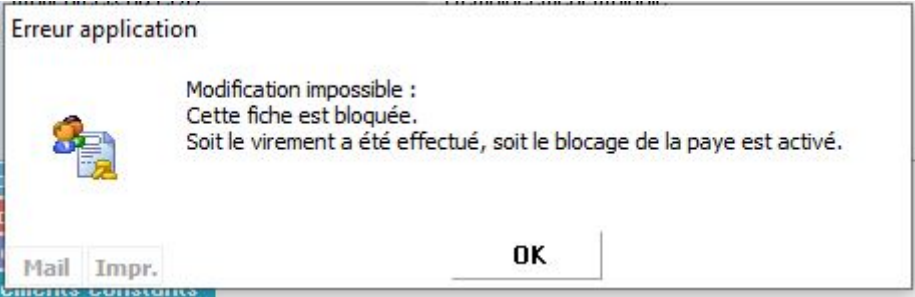 Erreur application
Modification impossible :
Cette fiche est bloquée.
Soit le virement a été effectué, soit le blocage de la paye est activé.
OK
Mail Impr.
constants